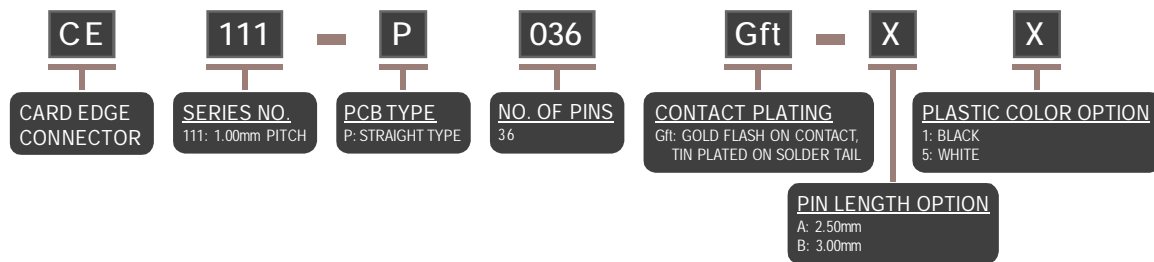 CE 111 - P 036 Gft - X X
CARD EDGE
CONNECTOR
SERIES NO.
111: 1.00mm PITCH
PCB TYPE
P: STRAIGHT TYPE
NO. OF PINS
36
CONTACT PLATING
Gft: GOLD FLASH ON CONTACT,
TIN PLATED ON SOLDER TAIL
PLASTIC COLOR OPTION
1: BLACK
5: WHITE
PIN LENGTH OPTION
A: 2.50mm
B: 3.00mm